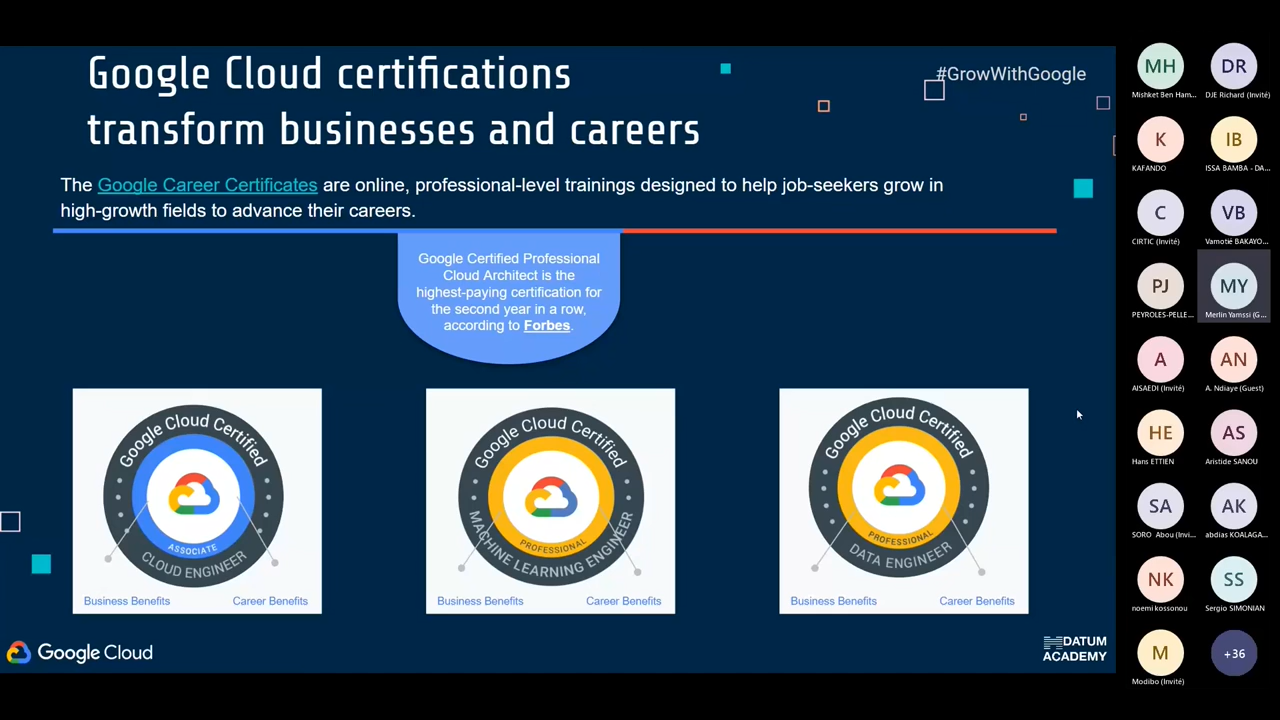 Google Cloud certifications
transform businesses and careers
#GrowWithGoogle
The Google Career Certificates are online, professional-level trainings designed to help job-seekers grow in
high-growth fields to advance their careers.
Google Certified Professional
Cloud Architect is the
highest-paying certification for
the second year in a row,
according to Forbes.
Google Cloud Certified
ASSOCIATE
CLOUD ENGINEER
Business Benefits
Career Benefits
Google Cloud Certified
PROFESSIONAL
MACHINE LEARNING ENGINEER
Business Benefits
Career Benefits
Google Cloud Certified
PROFESSIONAL
DATA ENGINEER
Business Benefits
Career Benefits
Google Cloud
DATUM
ACADEMY
MH
Mishket Ben Ham...
DR
DJE Richard (Invité)
K
KAFANDO
IB
ISSA BAMBA - DA...
C
CIRTIC (Invité)
VB
Vamotié BAKAYO...
PJ
PEYROLES-PELLE...
MY
Merlin Yamssi (G...
A
AISAEDI (Invité)
AN
A. Ndiaye (Guest)
HE
Hans ETTIEN
AS
Aristide SANOU
SA
SORO Abou (Invi...
AK
abdias KOALAGA...
NK
noemi kossonou
SS
Sergio SIMONIAN
M
Modibo (Invité)
+36